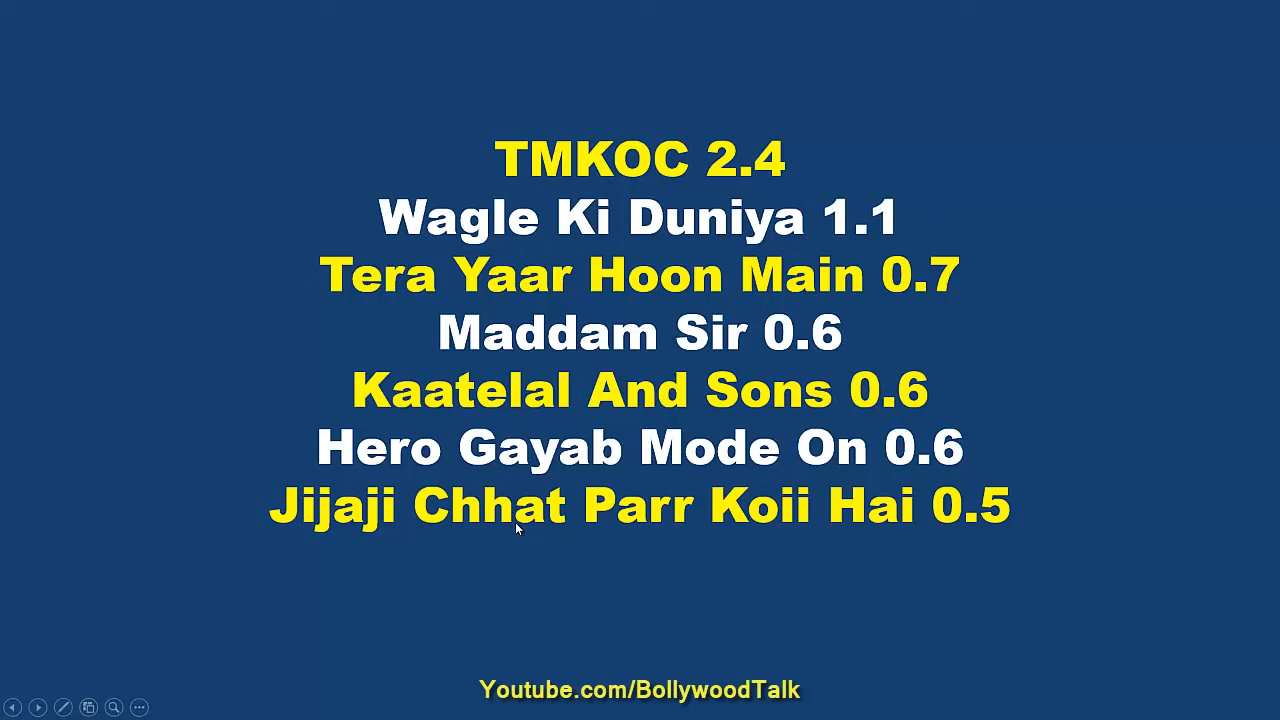 TMKOC 2.4
Wagle Ki Duniya 1.1
Tera Yaar Hoon Main 0.7
Maddam Sir 0.6
Kaatelal And Sons 0.6
Hero Gayab Mode On 0.6
Jijaji Chhat Parr Koii Hai 0.5
Youtube.com/BollywoodTalk